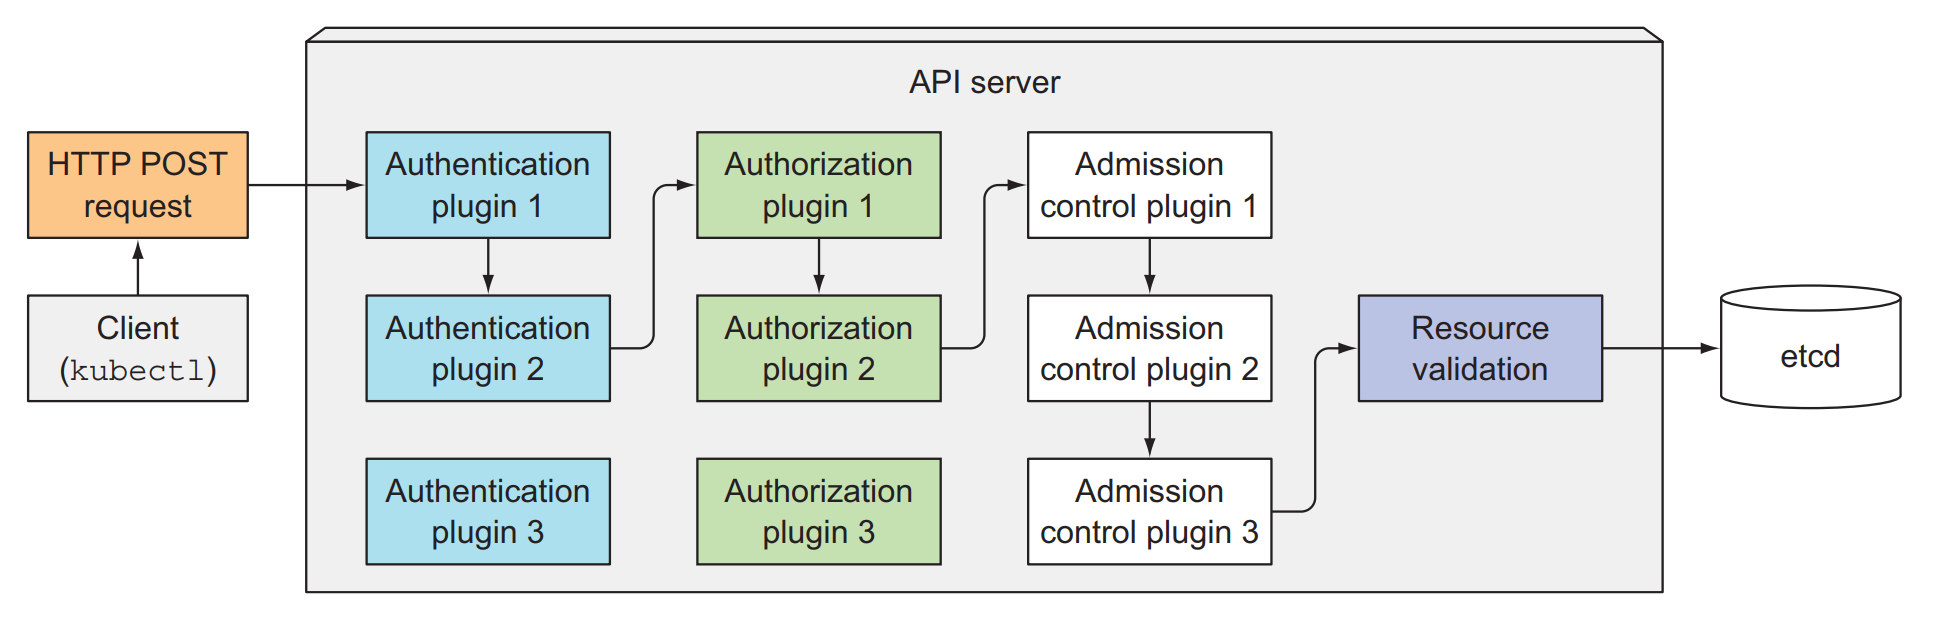 API server
HTTP POST
request
Client
(kubectl)
Authentication
plugin 1
Authentication
plugin 2
Authentication
plugin 3
Authorization
plugin 1
Authorization
plugin 2
Authorization
plugin 3
Admission
control plugin 1
Admission
control plugin 2
Admission
control plugin 3
Resource
validation
etcd